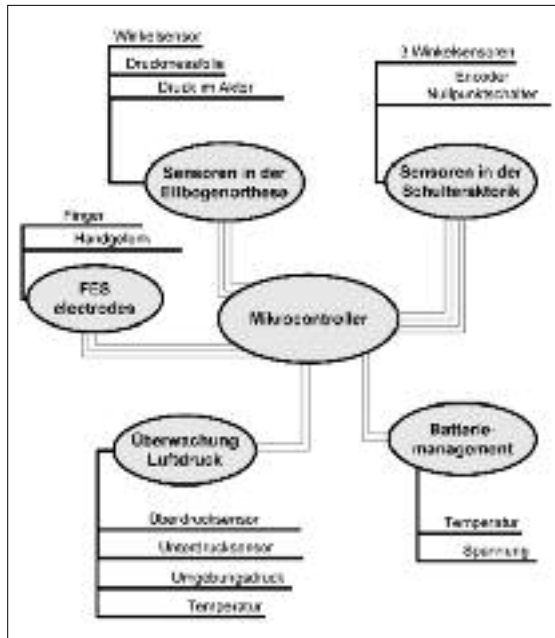 Winkelsensor
Druckmessfolie
Druck im Aktor
3 Winkelsensoren
Encoder
Nullpunktschalter
Sensoren in der
Ellbogenorthese
Sensoren in der
Schulteraktorik
Finger
Handgelenk
FES
electrodes
Mikrocontroller
Überwachung
Luftdruck
Batterie-
management
Überdrucksensor
Unterdrucksensor
Umgebungsdruck
Temperatur
Temperatur
Spannung